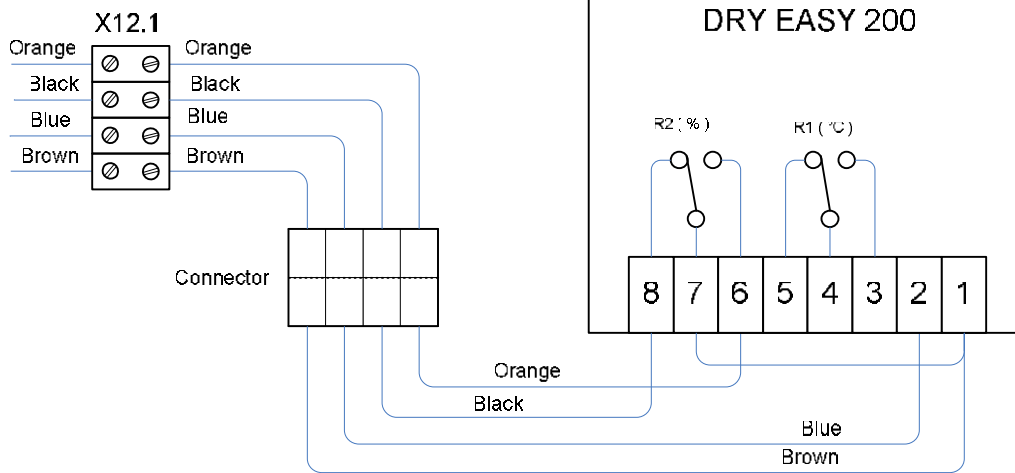 X12.1
DRY EASY 200
Orange Orange
Black Black
Blue Blue
Brown Brown
R2 ( % ) R1 ( °C )
Connector
8 7 6 5 4 3 2 1
Orange
Black
Blue
Brown